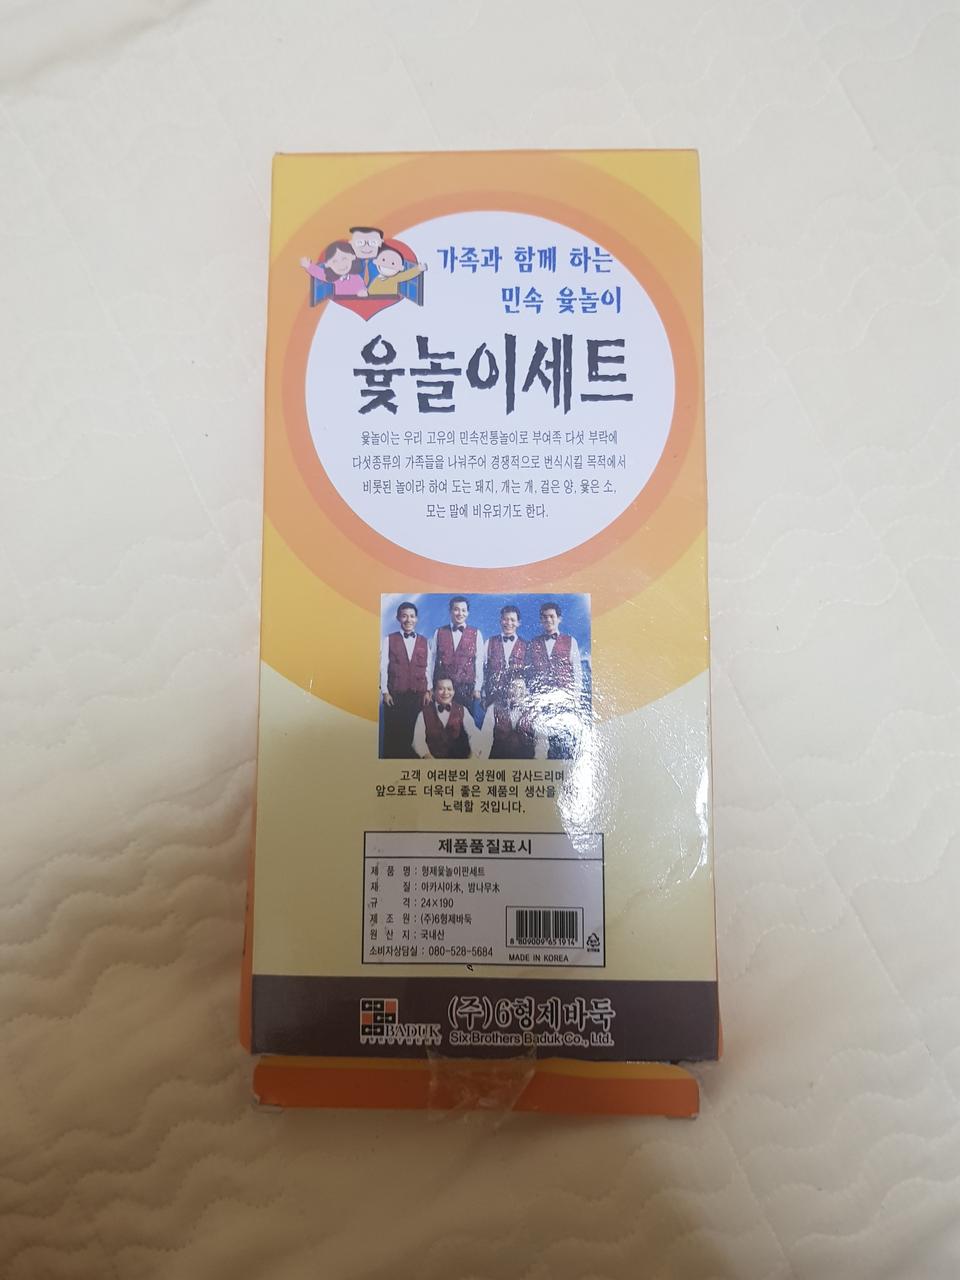 가족과 함께 하는
민속 윷놀이
윷놀이세트
윷놀이는 우리 고유의 민속전통놀이로 부여족 다섯 부락에
다섯종류의 가족들을 나눠주어 경쟁적으로 번식시킬 목적에서
비롯된 놀이라 하여 도는 돼지, 개는 개, 걸은 양, 윷은 소,
모는 말에 비유되기도 한다.
고객 여러분의 성원에 감사드리며
앞으로도 더욱더 좋은 제품의 생산을
노력할 것입니다.
제품품질표시
제 품 명 : 형제윷놀이판세트
재 질 : 아카시아木, 밤나무木
규 격 : 24×190
제 조 원 : (주)6형제바둑
원 산 지 : 국내산
소비자상담실 : 080-528-5684
8 809009 651914
MADE IN KOREA
BADUK
(주)6형제바둑
Six Brothers Baduk Co., Ltd.